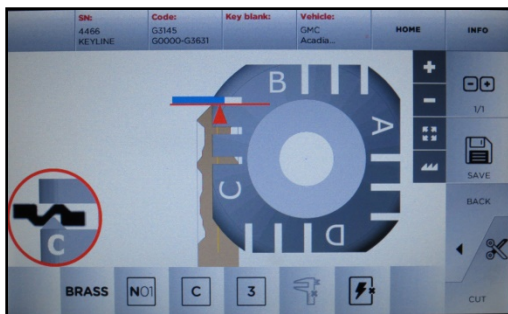 SN:
4466
KEYLINE
Code:
G3145
G0000-G3631
Key blank:
Vehicle:
GMC
Acadia...
HOME
INFO
B
A
C
D
1/1
SAVE
BACK
C
BRASS
N01
C
3
CUT